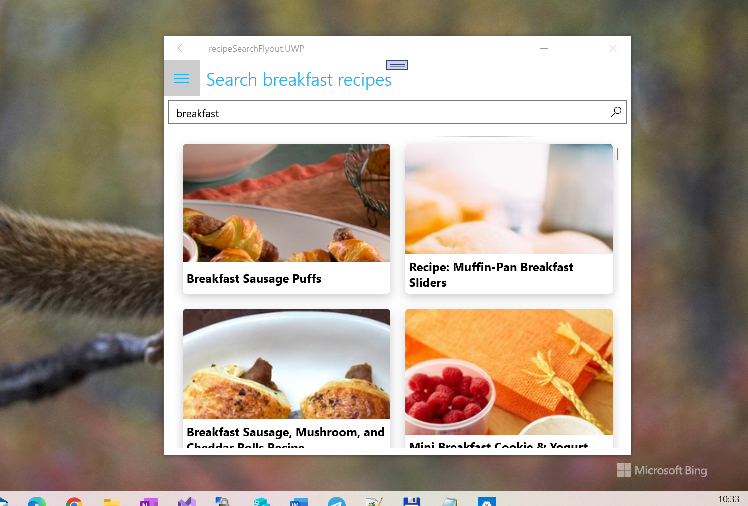 recipeSearchFlyout.UWP
Search breakfast recipes
breakfast
Breakfast Sausage Puffs
Recipe: Muffin-Pan Breakfast
Sliders
Breakfast Sausage, Mushroom, and
Cheddar Rolls Recipe
Mini Breakfast Cookie & Yogurt
Microsoft Bing
10:33